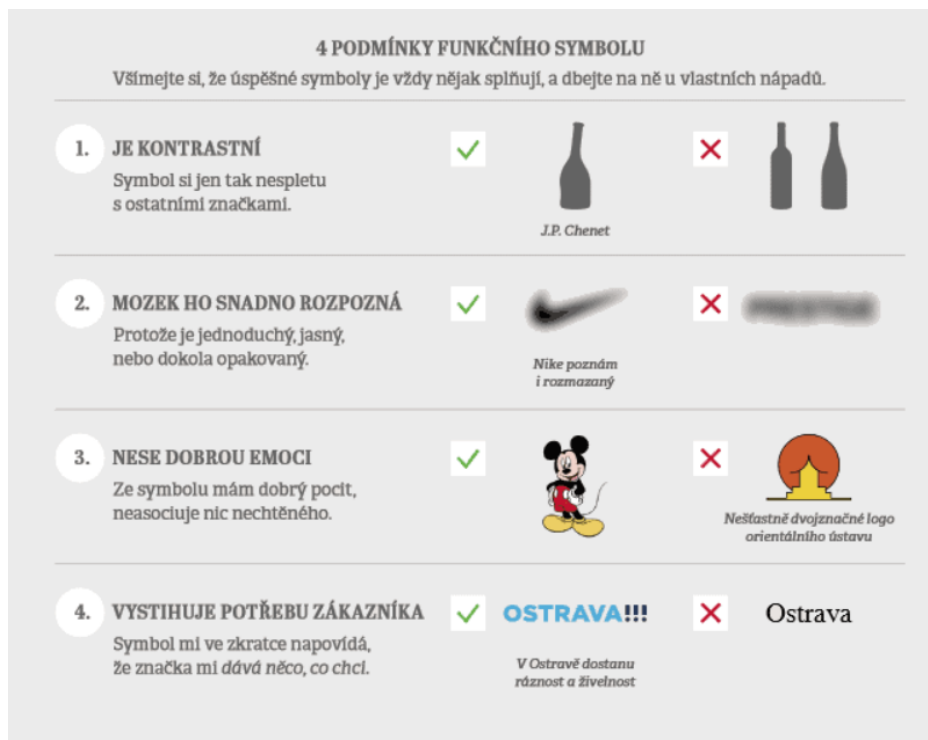 4 PODMÍNKY FUNKČNÍHO SYMBOLU
Všímejte si, že úspěšné symboly je vždy nějak splňují, a dbejte na ně u vlastních nápadů.
1. JE KONTRASTNÍ
Symbol si jen tak nespletu
s ostatními značkami.
J.P. Chenet
2. MOZEK HO SNADNO ROZPOZNÁ
Protože je jednoduchý, jasný,
nebo dokola opakovaný.
Nike poznám
i rozmazaný
3. NESE DOBROU EMOCI
Ze symbolu mám dobrý pocit,
neasociuje nic nechtěného.
Nešťastně dvojznačné logo
orientálního ústavu
4. VYSTIHUJE POTŘEBU ZÁKAZNÍKA
Symbol mi ve zkratce napovídá,
že značka mi dává něco, co chci.
OSTRAVA!!!
V Ostravě dostanu
ráznost a živelnost
Ostrava